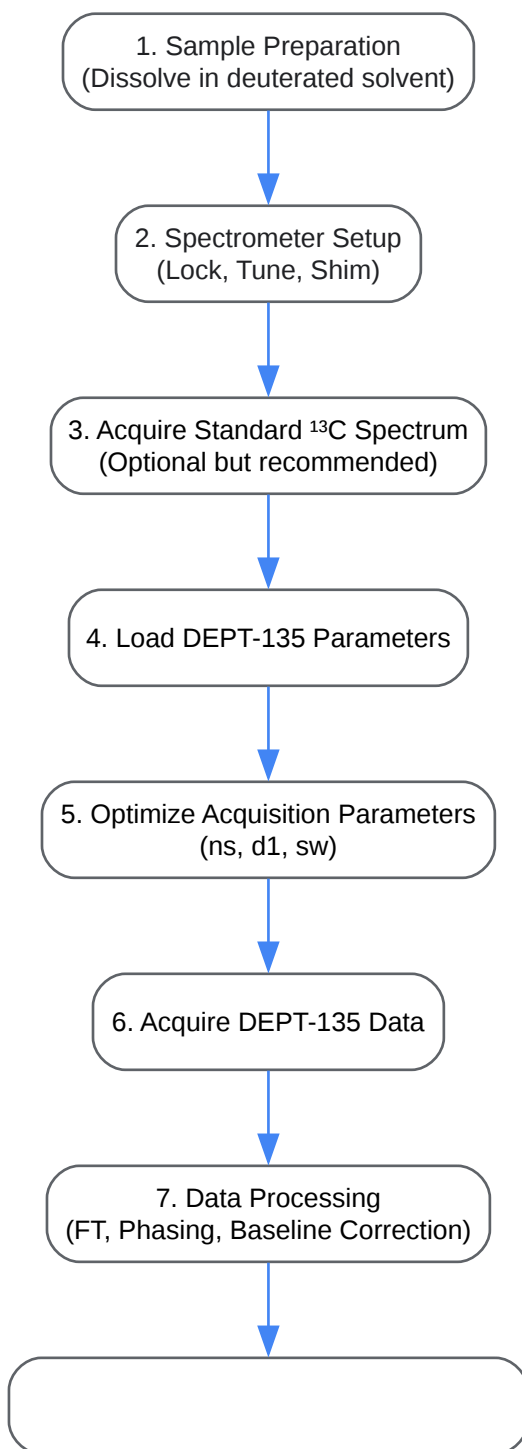 1. Sample Preparation
(Dissolve in deuterated solvent)
2. Spectrometer Setup
(Lock, Tune, Shim)
3. Acquire Standard ¹³C Spectrum
(Optional but recommended)
4. Load DEPT-135 Parameters
5. Optimize Acquisition Parameters
(ns, d1, sw)
6. Acquire DEPT-135 Data
7. Data Processing
(FT, Phasing, Baseline Correction)